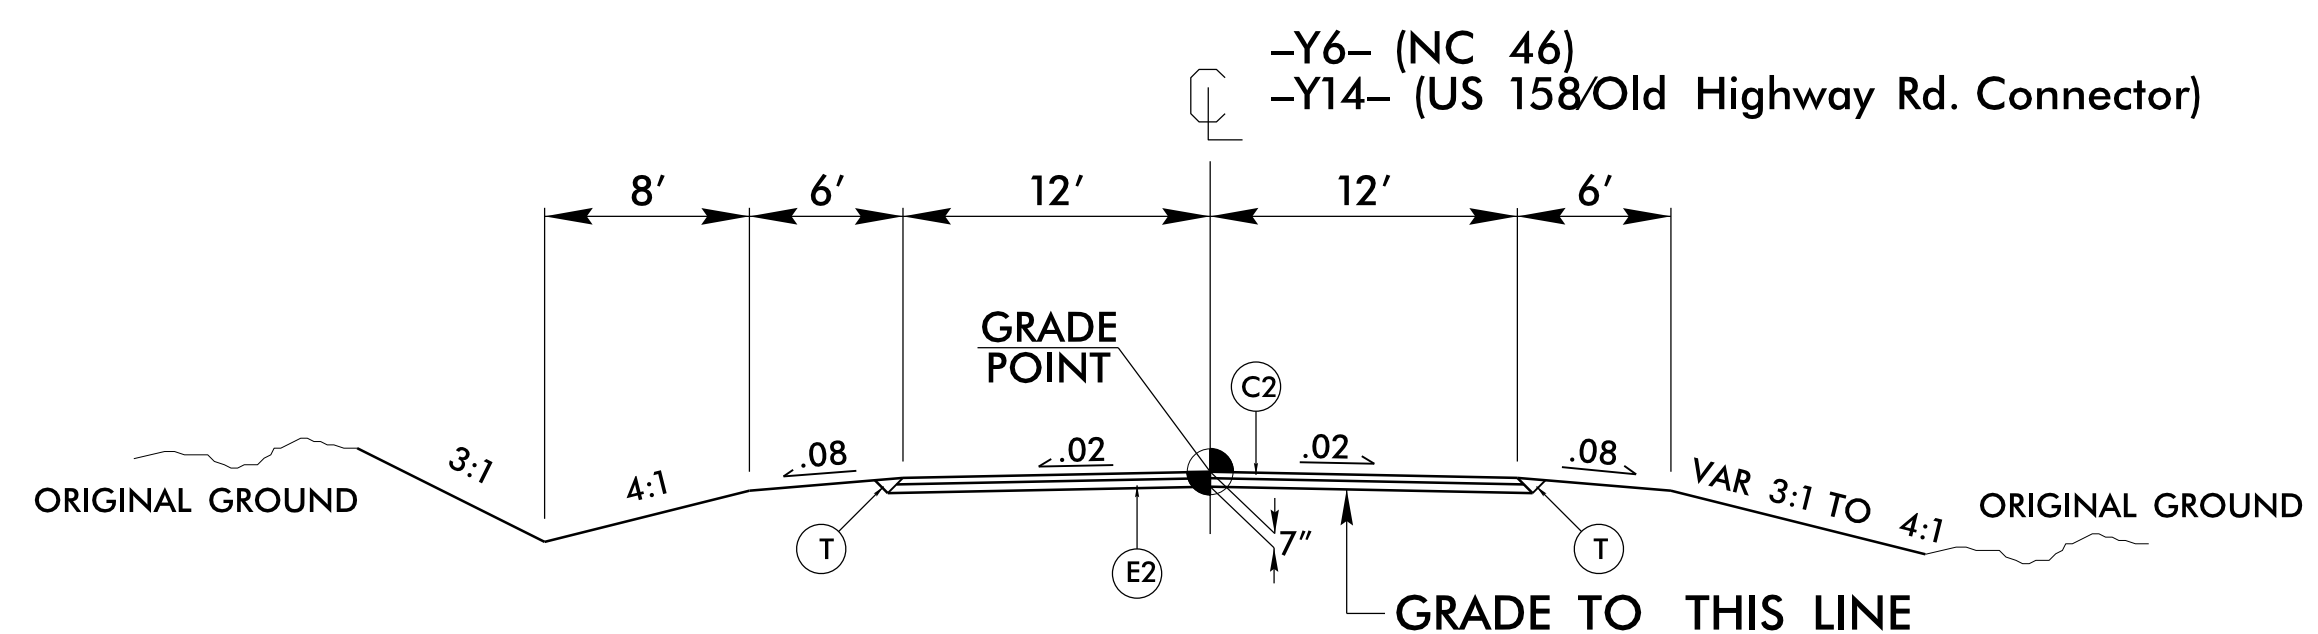 –Y6– (NC 46)
–Y14– (US 158/Old Highway Rd. Connector)
8' 6' 12' 12' 6'
GRADE
POINT
C2
3:1 4:1 .08 .02 .02 .08 VAR 3:1 TO 4:1
ORIGINAL GROUND ORIGINAL GROUND
T E2 7" T
GRADE TO THIS LINE